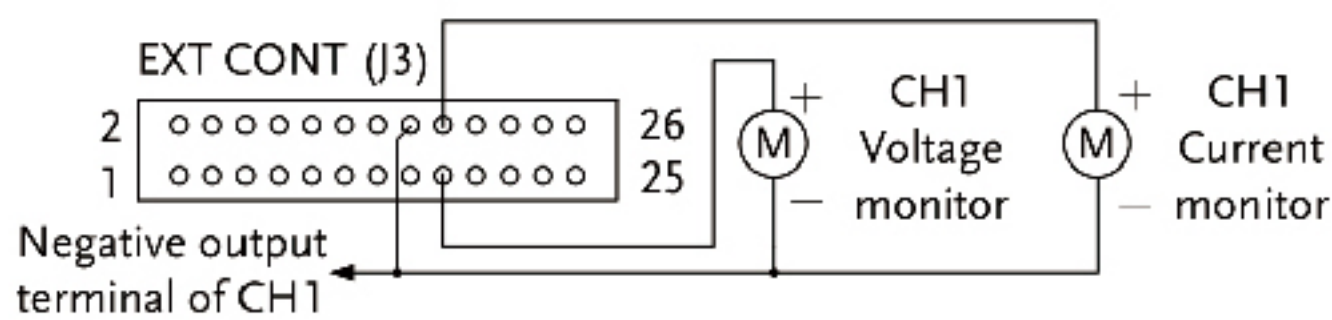 EXT CONT (J3)
2
26
1
25
Negative output
terminal of CH1
M
+
−
CH1
Voltage
monitor
M
+
−
CH1
Current
monitor